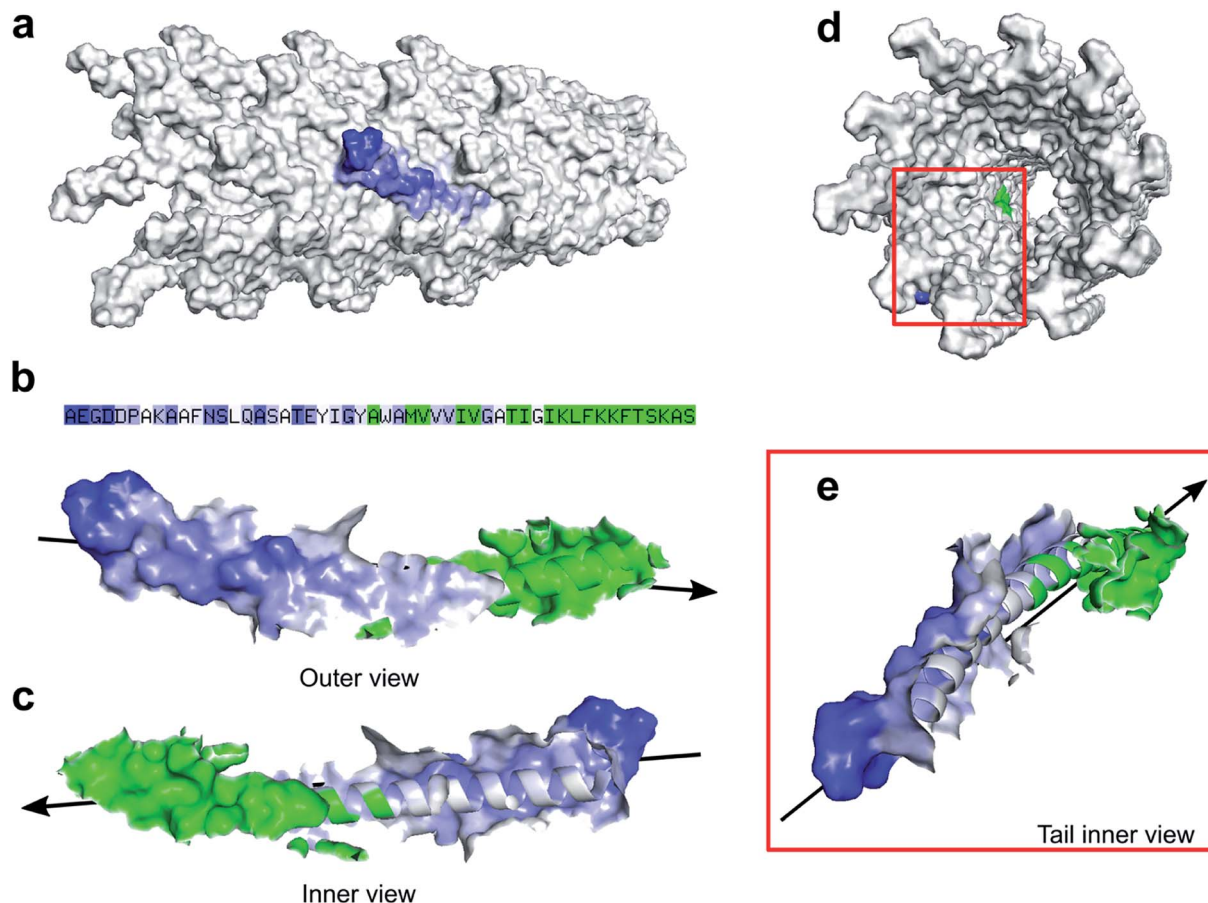 a
d
b
AEGDDPAKAAFNSLQASATEYIGYAWAMVVVIVGATIGIKLFKKFTSKAS
e
Outer view
c
Tail inner view
Inner view